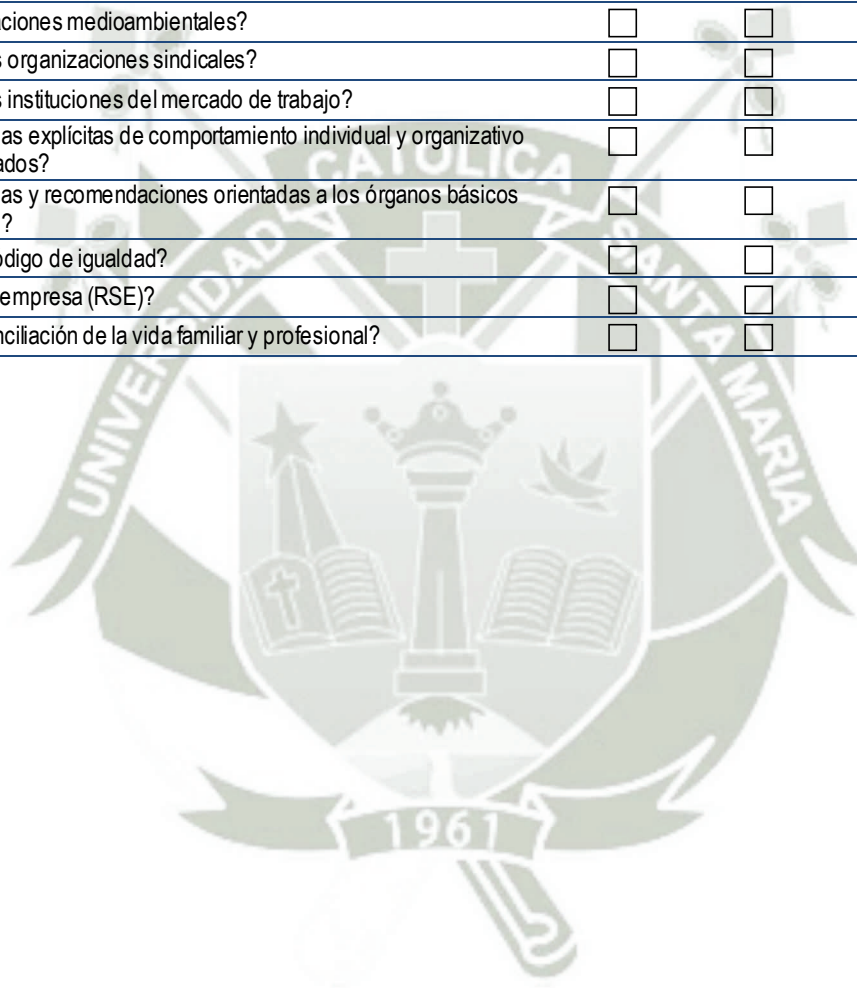 aciones medioambientales?
s organizaciones sindicales?
s instituciones del mercado de trabajo?
as explícitas de comportamiento individual y organizativo
ados?
as y recomendaciones orientadas a los órganos básicos
?
ódigo de igualdad?
empresa (RSE)?
nciliación de la vida familiar y profesional?
UNIVERSIDAD CATOLICA SANTA MARIA
1961